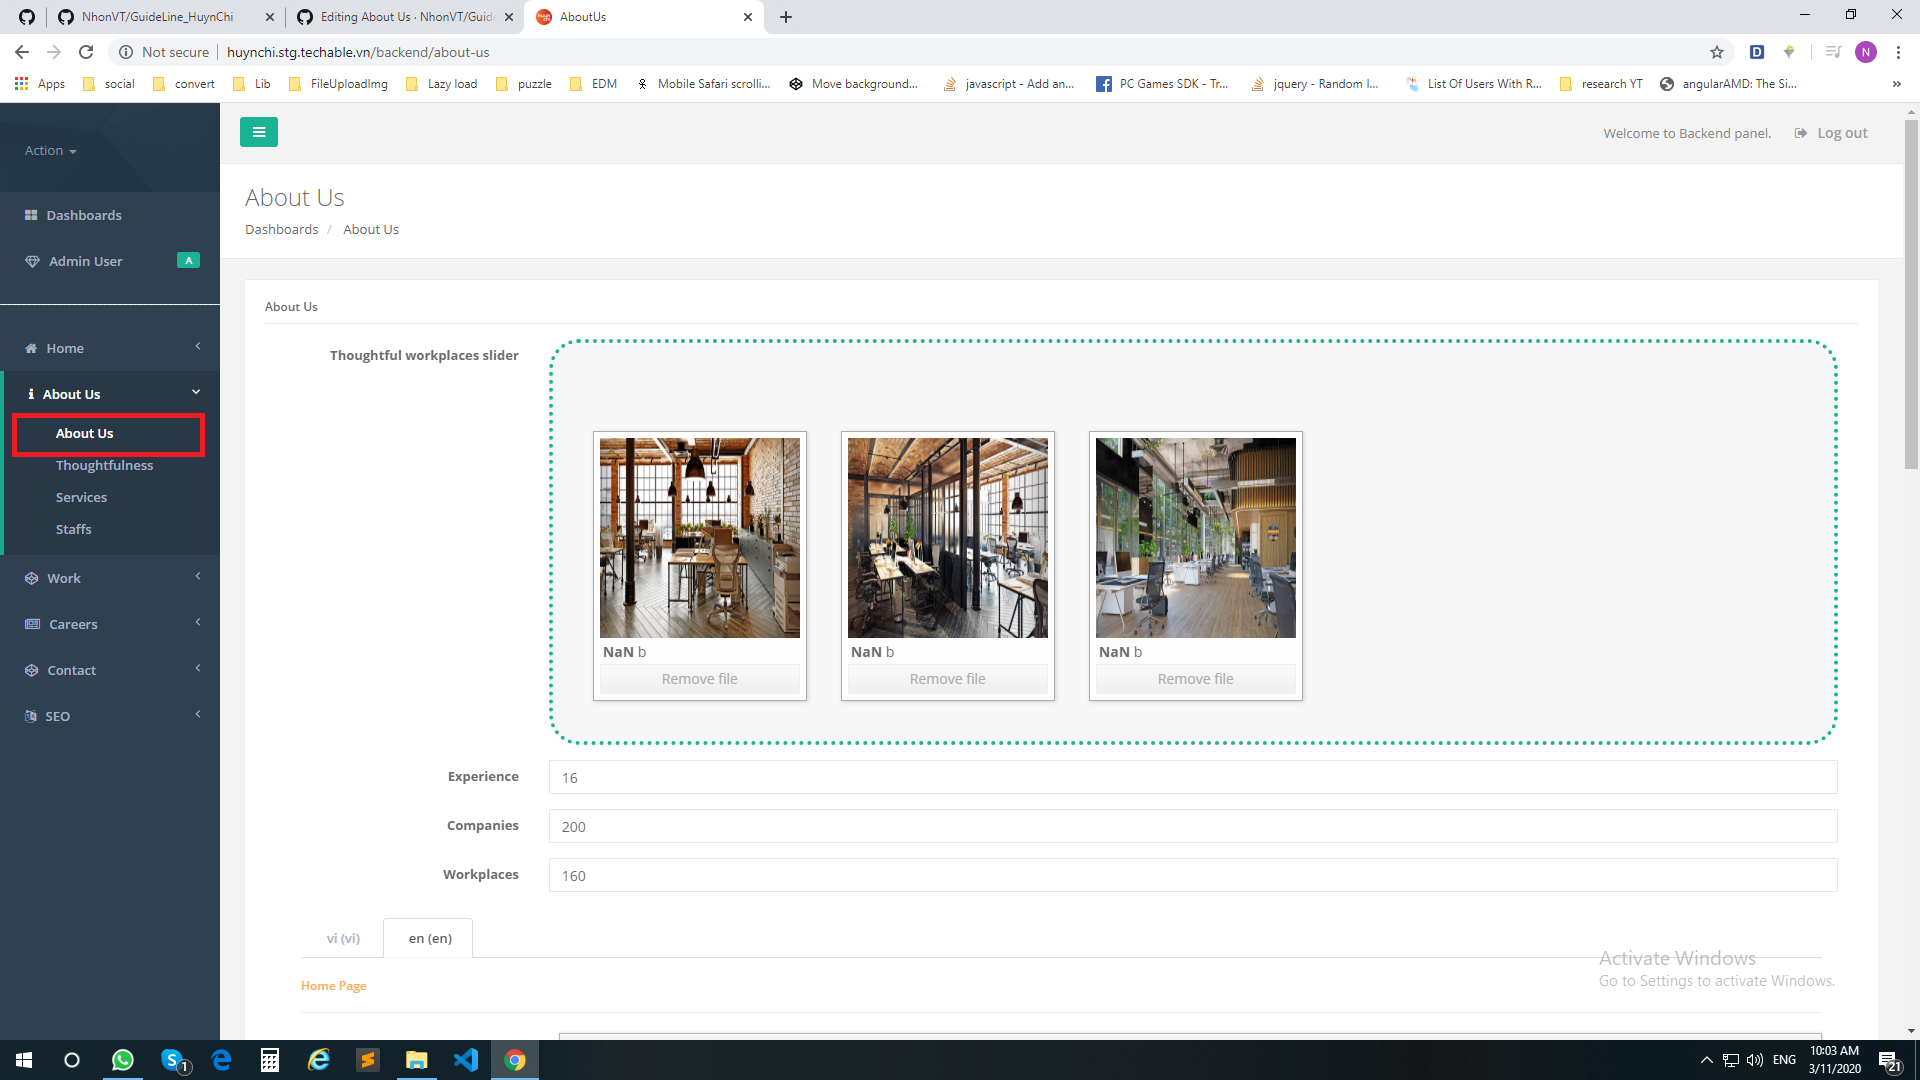 NhonVT/GuideLine_HuynChi
Editing About Us · NhonVT/Guide
AboutUs
Not secure
huynchi.stg.techable.vn/backend/about-us
D
N
Apps
social
convert
Lib
FileUploadImg
Lazy load
puzzle
EDM
Mobile Safari scrolli...
Move background...
javascript - Add an...
PC Games SDK - Tr...
jquery - Random I...
List Of Users With R...
research YT
angularAMD: The Si...
»
Action
Welcome to Backend panel.
Log out
Dashboards
Admin User
A
Home
About Us
About Us
Thoughtfulness
Services
Staffs
Work
Careers
Contact
SEO
About Us
Dashboards / About Us
About Us
Thoughtful workplaces slider
NaN b
Remove file
NaN b
Remove file
NaN b
Remove file
Experience
16
Companies
200
Workplaces
160
vi (vi)
en (en)
Home Page
Activate Windows
Go to Settings to activate Windows.
S
1
ENG
10:03 AM
3/11/2020
21